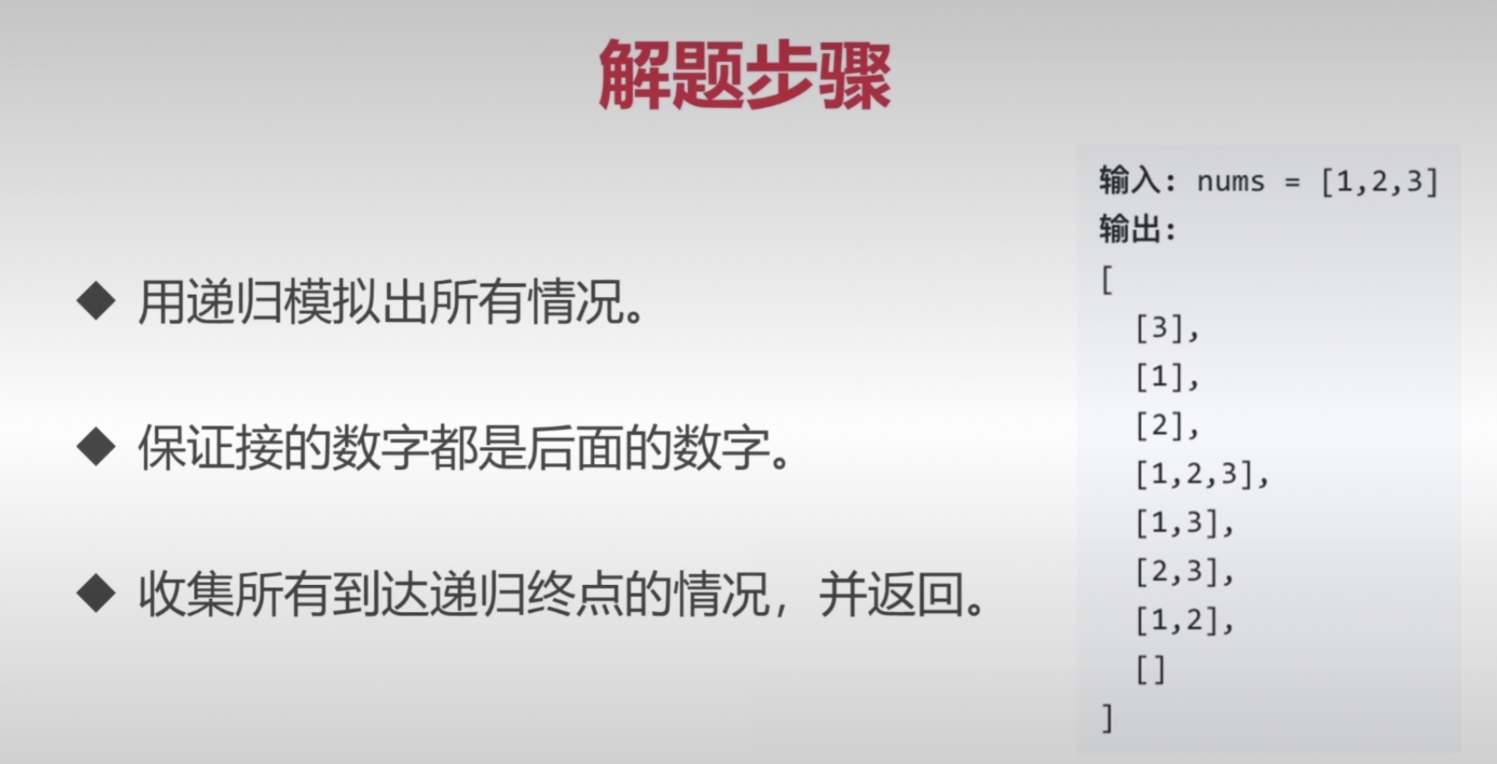 解题步骤
◆ 用递归模拟出所有情况。
◆ 保证接的数字都是后面的数字。
◆ 收集所有到达递归终点的情况，并返回。
输入: nums = [1,2,3]
输出:
[
  [3],
  [1],
  [2],
  [1,2,3],
  [1,3],
  [2,3],
  [1,2],
  []
]